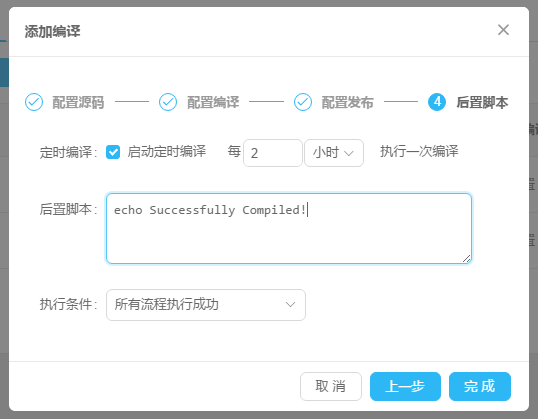 添加编译
配置源码 配置编译 配置发布 4 后置脚本
定时编译: 启动定时编译 每 2 小时 执行一次编译
后置脚本: echo Successfully Compiled!
执行条件: 所有流程执行成功
取 消 上一步 完 成